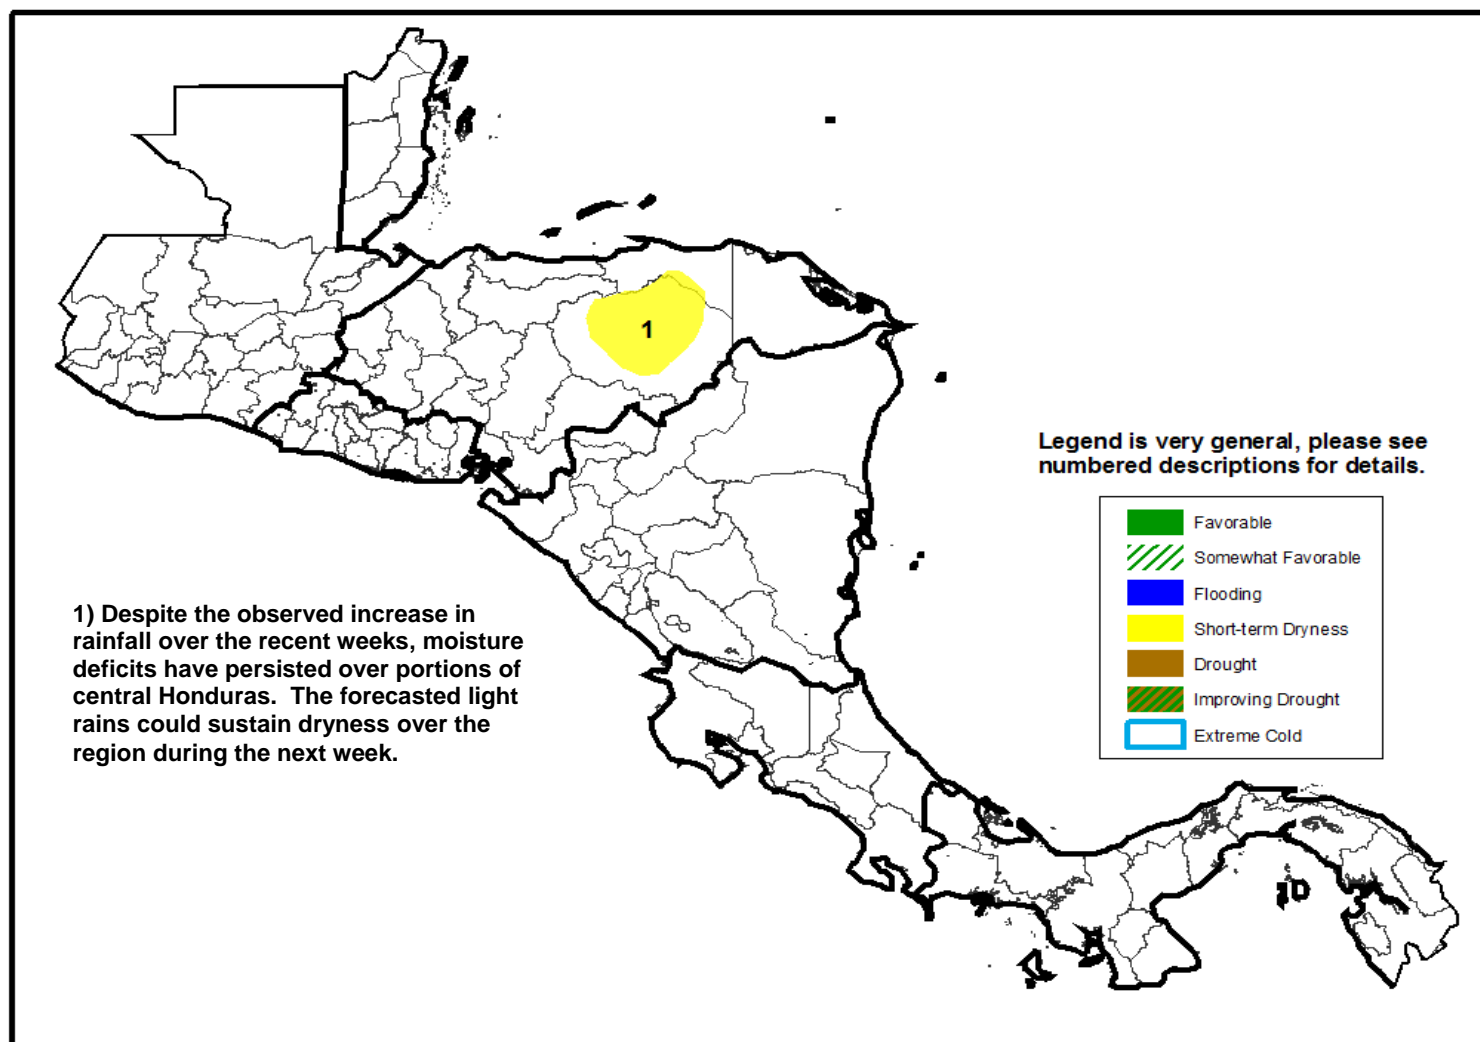 1
Legend is very general, please see
numbered descriptions for details.
Favorable
Somewhat Favorable
Flooding
Short-term Dryness
Drought
Improving Drought
Extreme Cold
1) Despite the observed increase in
rainfall over the recent weeks, moisture
deficits have persisted over portions of
central Honduras.  The forecasted light
rains could sustain dryness over the
region during the next week.